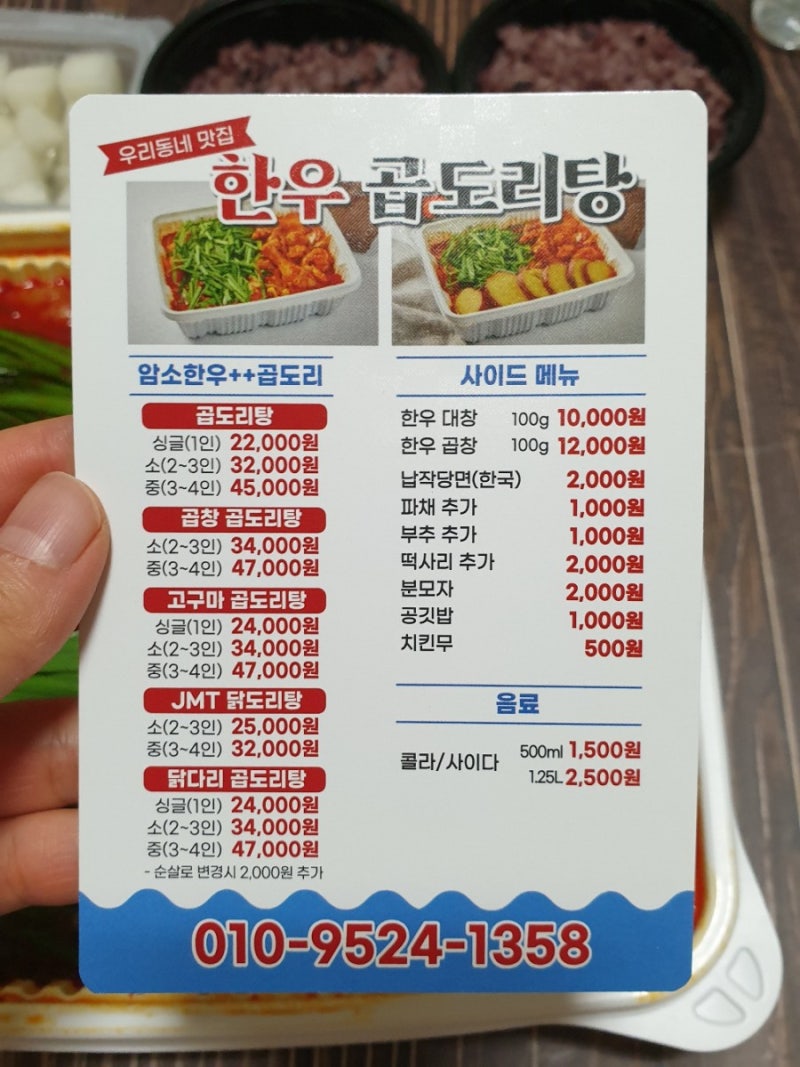 우리동네 맛집
한우 곱도리탕
암소한우++곱도리
곱도리탕
싱글(1인) 22,000원
소(2~3인) 32,000원
중(3~4인) 45,000원
곱창 곱도리탕
소(2~3인) 34,000원
중(3~4인) 47,000원
고구마 곱도리탕
싱글(1인) 24,000원
소(2~3인) 34,000원
중(3~4인) 47,000원
JMT 닭도리탕
소(2~3인) 25,000원
중(3~4인) 32,000원
닭다리 곱도리탕
싱글(1인) 24,000원
소(2~3인) 34,000원
중(3~4인) 47,000원
- 순살로 변경시 2,000원 추가
사이드 메뉴
한우 대창 100g 10,000원
한우 곱창 100g 12,000원
납작당면(한국) 2,000원
파채 추가 1,000원
부추 추가 1,000원
떡사리 추가 2,000원
분모자 2,000원
공깃밥 1,000원
치킨무 500원
음료
콜라/사이다 500ml 1,500원
1.25L 2,500원
010-9524-1358